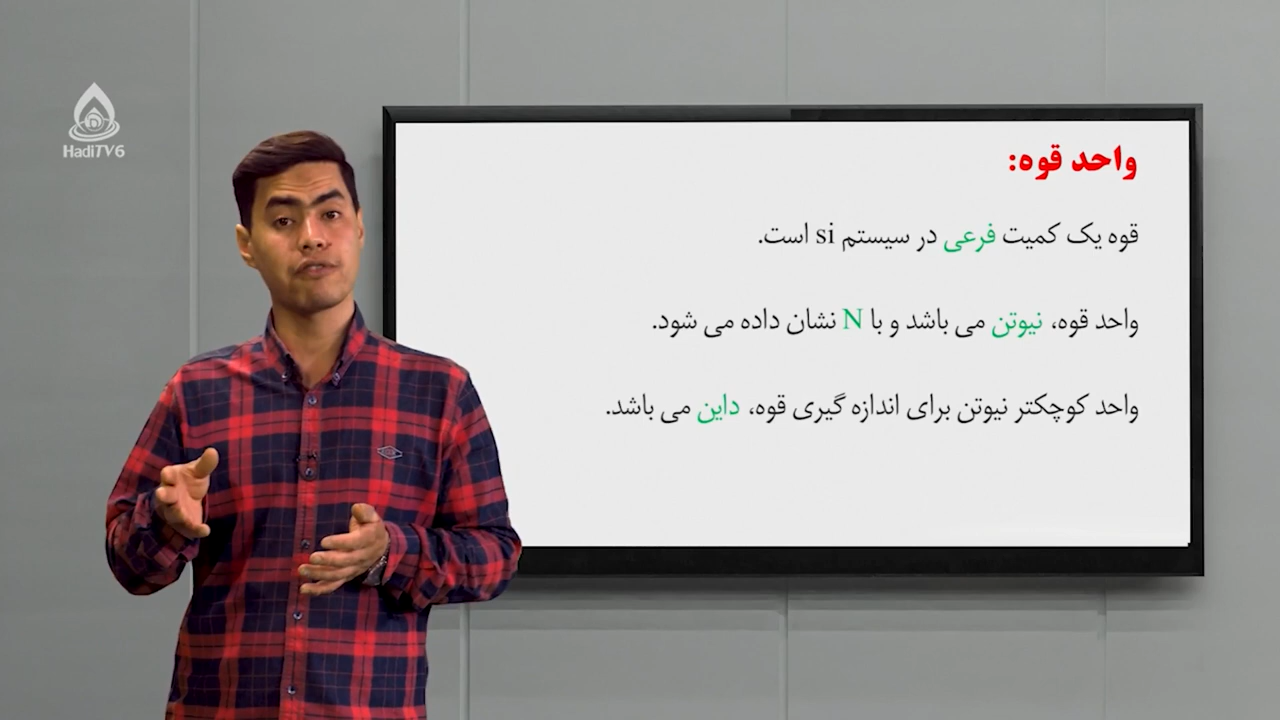 HadiTV6
واحد قوه:
قوه یک کمیت فرعی در سیستم si است.
واحد قوه، نیوتن می باشد و با N نشان داده می شود.
واحد کوچکتر نیوتن برای اندازه گیری قوه، داین می باشد.